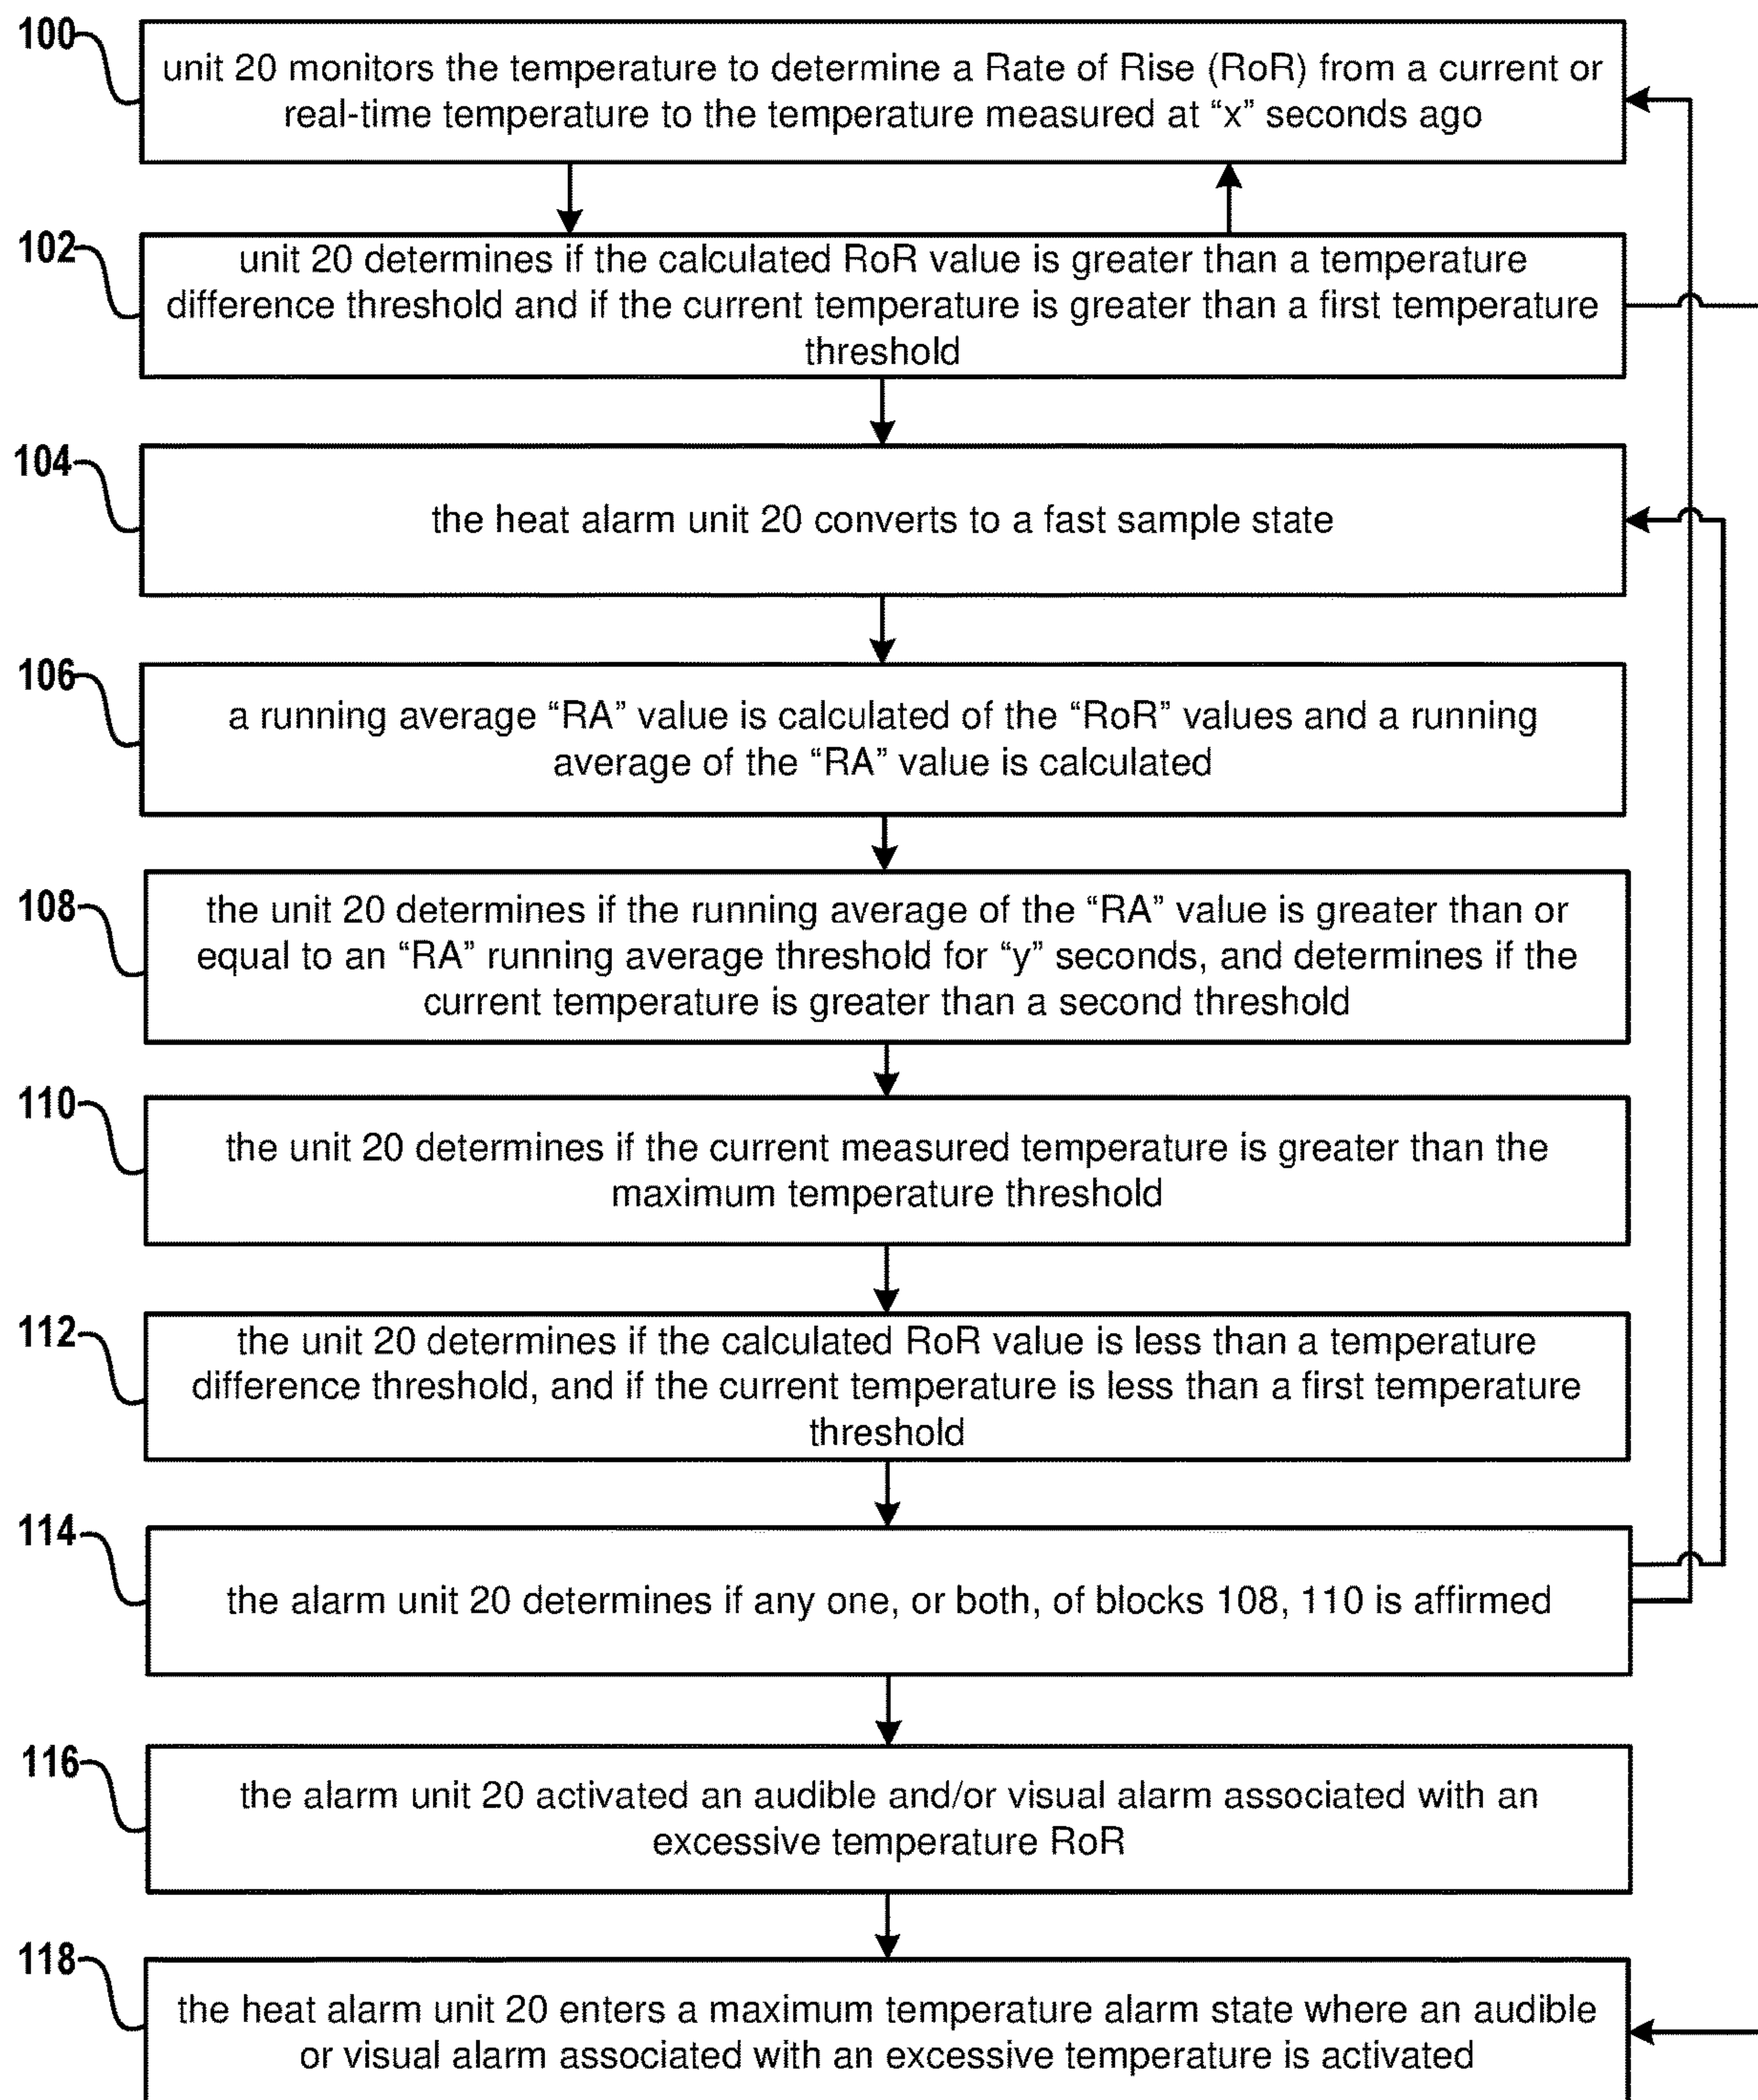 100
unit 20 monitors the temperature to determine a Rate of Rise (RoR) from a current or
real-time temperature to the temperature measured at “x” seconds ago
102
unit 20 determines if the calculated RoR value is greater than a temperature
difference threshold and if the current temperature is greater than a first temperature
threshold
104
the heat alarm unit 20 converts to a fast sample state
106
a running average “RA” value is calculated of the “RoR” values and a running
average of the “RA” value is calculated
108
the unit 20 determines if the running average of the “RA” value is greater than or
equal to an “RA” running average threshold for “y” seconds, and determines if the
current temperature is greater than a second threshold
110
the unit 20 determines if the current measured temperature is greater than the
maximum temperature threshold
112
the unit 20 determines if the calculated RoR value is less than a temperature
difference threshold, and if the current temperature is less than a first temperature
threshold
114
the alarm unit 20 determines if any one, or both, of blocks 108, 110 is affirmed
116
the alarm unit 20 activated an audible and/or visual alarm associated with an
excessive temperature RoR
118
the heat alarm unit 20 enters a maximum temperature alarm state where an audible
or visual alarm associated with an excessive temperature is activated